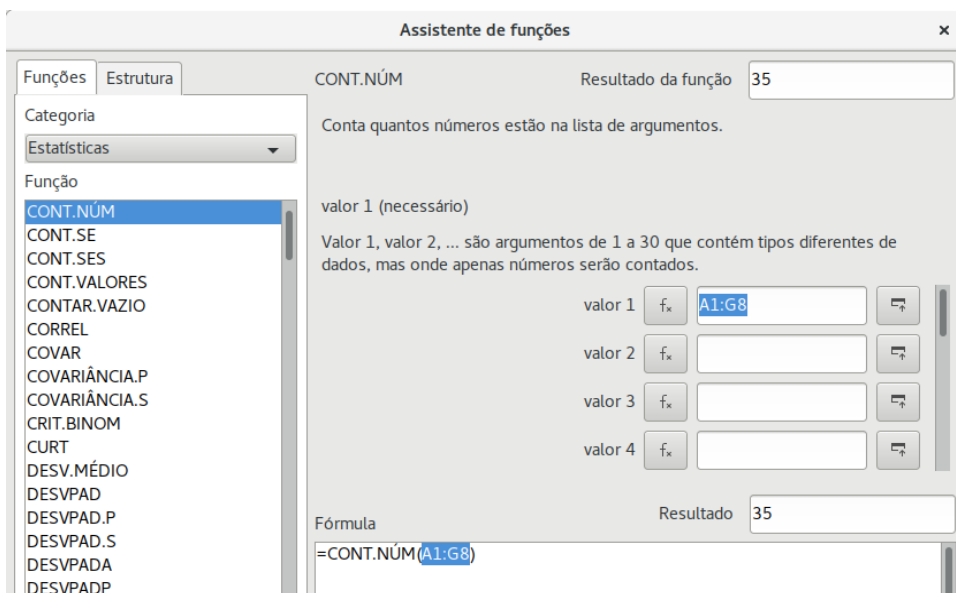 Assistente de funções
×
Funções
Estrutura
CONT.NÚM
Resultado da função
35
Categoria
Estatísticas
Conta quantos números estão na lista de argumentos.
Função
CONT.NÚM
CONT.SE
CONT.SES
CONT.VALORES
CONTAR.VAZIO
CORREL
COVAR
COVARIÂNCIA.P
COVARIÂNCIA.S
CRIT.BINOM
CURT
DESV.MÉDIO
DESVPAD
DESVPAD.P
DESVPAD.S
DESVPADA
DESVPADP
valor 1 (necessário)
Valor 1, valor 2, ... são argumentos de 1 a 30 que contém tipos diferentes de
dados, mas onde apenas números serão contados.
valor 1 fx A1:G8
valor 2 fx
valor 3 fx
valor 4 fx
Resultado 35
Fórmula
=CONT.NÚM(A1:G8)